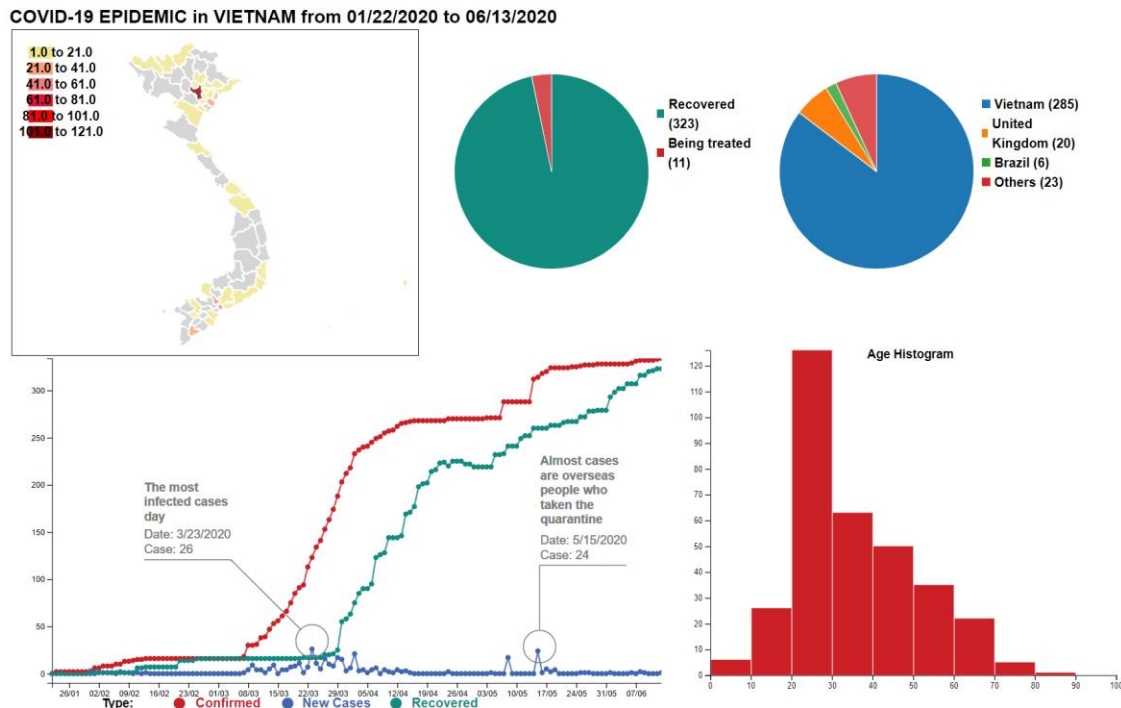 COVID-19 EPIDEMIC in VIETNAM from 01/22/2020 to 06/13/2020
1.0 to 21.0
21.0 to 41.0
41.0 to 61.0
61.0 to 81.0
81.0 to 101.0
101.0 to 121.0
Recovered
(323)
Being treated
(11)
Vietnam (285)
United
Kingdom (20)
Brazil (6)
Others (23)
300
250
200
150
100
50
0
The most
infected cases
day
Date: 3/23/2020
Case: 26
Almost cases
are overseas
people who
taken the
quarantine
Date: 5/15/2020
Case: 24
26/01 02/02 09/02 16/02 23/02 01/03 08/03 15/03 22/03 29/03 05/04 12/04 19/04 26/04 03/05 10/05 17/05 24/05 31/05 07/06
Type: Confirmed New Cases Recovered
Age Histogram
120
110
100
90
80
70
60
50
40
30
20
10
0
0 10 20 30 40 50 60 70 80 90 100